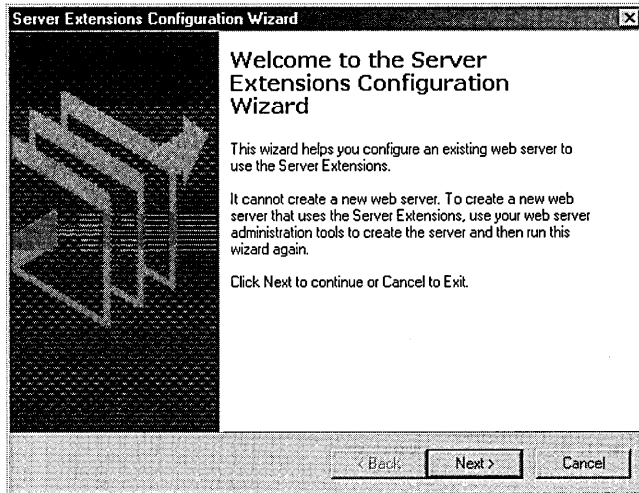 Server Extensions Configuration Wizard
Welcome to the Server
Extensions Configuration
Wizard
This wizard helps you configure an existing web server to
use the Server Extensions.
It cannot create a new web server. To create a new web
server that uses the Server Extensions, use your web server
administration tools to create the server and then run this
wizard again.
Click Next to continue or Cancel to Exit.
< Back Next > Cancel